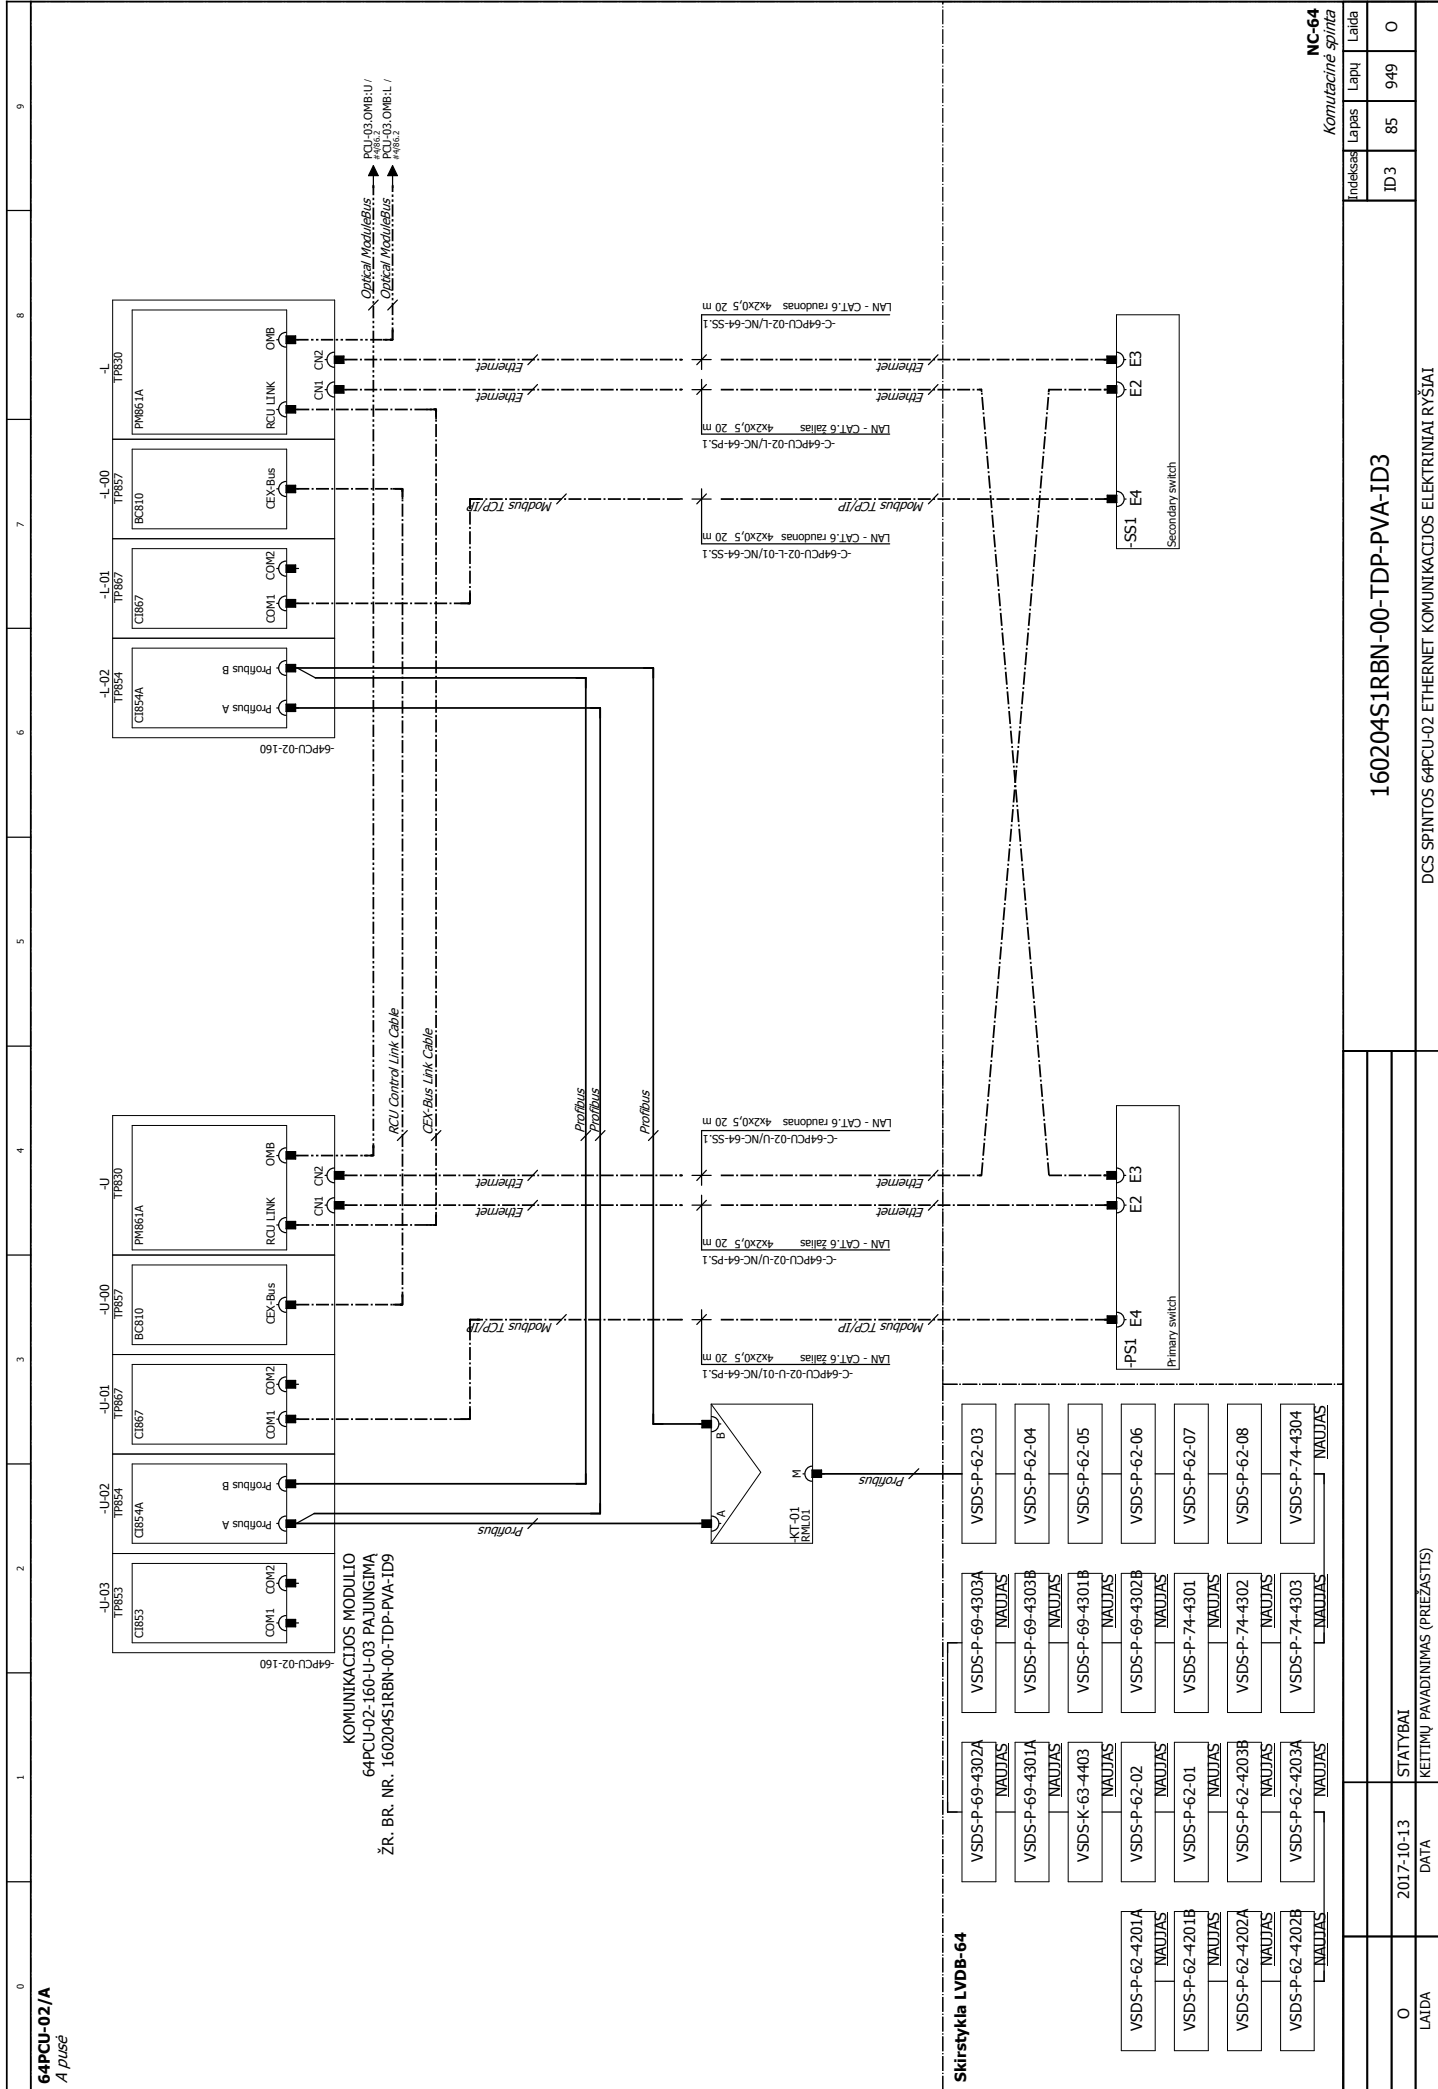 0 1 2 3 4 5 6 7 8 9
64PCU-02/A
A pusė
-U-03
TP853
CI853
COM1 COM2
-U-02
TP854
CI854A
Profibus A Profibus B
-U-01
TP867
CI867
COM1 COM2
-U-00
TP857
BC810
CEX-Bus
-U
TP830
PM861A
RCU LINK OMB
CN1 CN2
-64PCU-02-160
-L-02
TP854
CI854A
Profibus A Profibus B
-L-01
TP867
CI867
COM1 COM2
-L-00
TP857
BC810
CEX-Bus
-L
TP830
PM861A
RCU LINK OMB
CN1 CN2
-64PCU-02-160
KOMUNIKACIJOS MODULIO
64PCU-02-160-U-03 PAJUNGIMĄ
ŽR. BR. NR. 160204S1RBN-00-TDP-PVA-ID9
Optical ModuleBus
PCU-03.OMB:U /
#4/86.2
Optical ModuleBus
PCU-03.OMB:L /
#4/86.2
RCU Control Link Cable
CEX-Bus Link Cable
Profibus
Profibus
Profibus
Profibus
Modbus TCP/IP
Ethernet
Ethernet
Modbus TCP/IP
Ethernet
Ethernet
LAN - CAT.6 žalias 4x2x0,5 20 m
-C-64PCU-02-U-01/NC-64-PS.1
LAN - CAT.6 žalias 4x2x0,5 20 m
-C-64PCU-02-U/NC-64-PS.1
LAN - CAT.6 raudonas 4x2x0,5 20 m
-C-64PCU-02-U/NC-64-SS.1
LAN - CAT.6 raudonas 4x2x0,5 20 m
-C-64PCU-02-L-01/NC-64-SS.1
LAN - CAT.6 žalias 4x2x0,5 20 m
-C-64PCU-02-L/NC-64-PS.1
LAN - CAT.6 raudonas 4x2x0,5 20 m
-C-64PCU-02-L/NC-64-SS.1
Modbus TCP/IP
Ethernet
Ethernet
Modbus TCP/IP
Ethernet
Ethernet
A B
M
-KT-01
RML01
Profibus
-PS1 E4 E2 E3
Primary switch
-SS1 E4 E2 E3
Secondary switch
Skirstykla LVDB-64
VSDS-P-62-4201A
NAUJAS
VSDS-P-62-4201B
NAUJAS
VSDS-P-62-4202A
NAUJAS
VSDS-P-62-4202B
NAUJAS
VSDS-P-69-4302A
NAUJAS
VSDS-P-69-4301A
NAUJAS
VSDS-K-63-4403
NAUJAS
VSDS-P-62-02
NAUJAS
VSDS-P-62-01
NAUJAS
VSDS-P-62-4203B
NAUJAS
VSDS-P-62-4203A
NAUJAS
VSDS-P-69-4303A
NAUJAS
VSDS-P-69-4303B
NAUJAS
VSDS-P-69-4301B
NAUJAS
VSDS-P-69-4302B
NAUJAS
VSDS-P-74-4301
NAUJAS
VSDS-P-74-4302
NAUJAS
VSDS-P-74-4303
NAUJAS
VSDS-P-62-03
VSDS-P-62-04
VSDS-P-62-05
VSDS-P-62-06
VSDS-P-62-07
VSDS-P-62-08
VSDS-P-74-4304
NAUJAS
NC-64
Komutacinė spinta
O 2017-10-13 STATYBAI
LAIDA DATA KEITIMŲ PAVADINIMAS (PRIEŽASTIS)
160204S1RBN-00-TDP-PVA-ID3
Indeksas Lapas Lapų Laida
ID3 85 949 O
DCS SPINTOS 64PCU-02 ETHERNET KOMUNIKACIJOS ELEKTRINIAI RYŠIAI